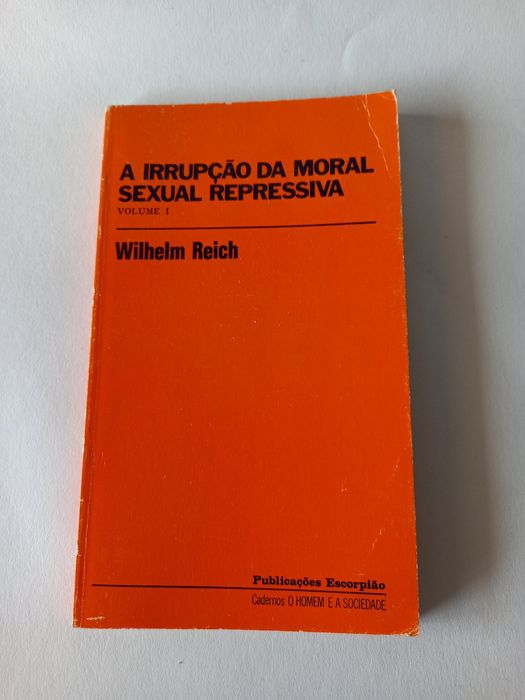 A IRRUPÇÃO DA MORAL
SEXUAL REPRESSIVA
VOLUME I
Wilhelm Reich
Publicações Escorpião
Cadernos O HOMEM E A SOCIEDADE